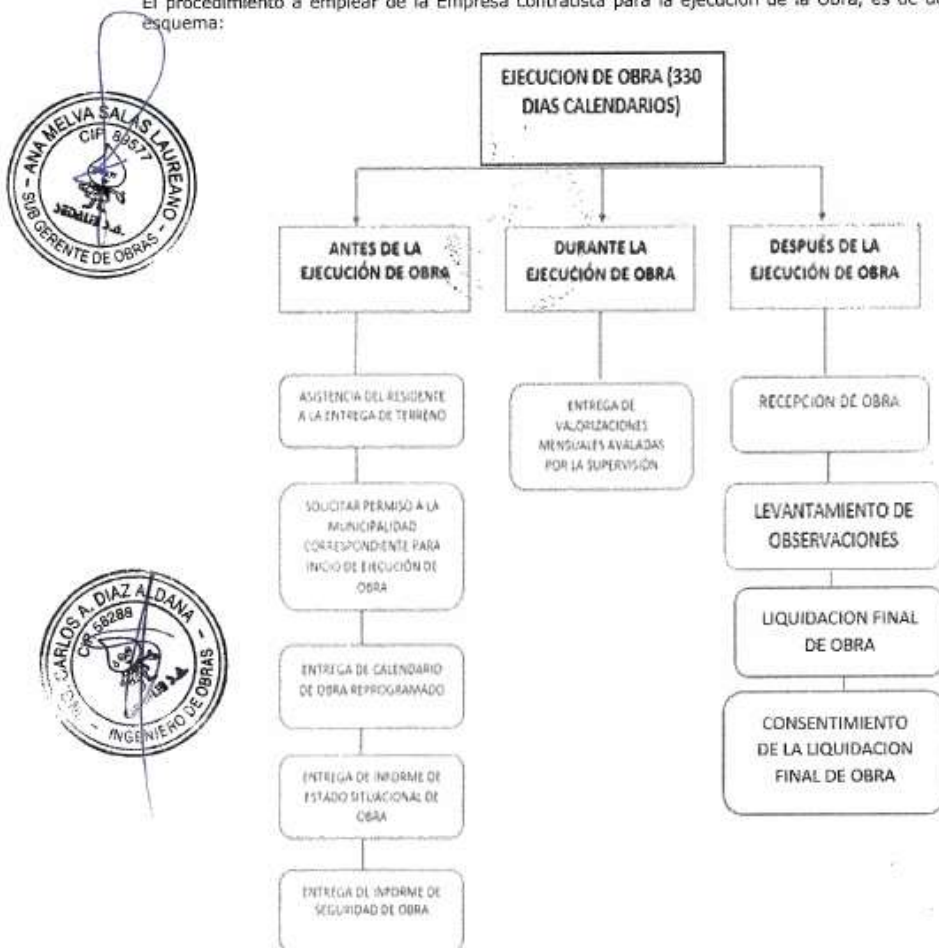 El procedimiento a emplear de la Empresa Contratista para la ejecución de la Obra, es de
esquema:
EJECUCION DE OBRA (330
DIAS CALENDARIOS)
ANTES DE LA
EJECUCIÓN DE OBRA
DURANTE LA
EJECUCIÓN DE OBRA
DESPUÉS DE LA
EJECUCIÓN DE OBRA
ASISTENCIA DEL RESIDENTE
A LA ENTREGA DE TERRENO
SOLICITAR PERMISO A LA
MUNICIPALIDAD
CORRESPONDIENTE PARA
INICIO DE EJECUCIÓN DE
OBRA
ENTREGA DE CALENDARIO
DE OBRA REPROGRAMADO
ENTREGA DE INFORME DE
ESTADO SITUACIONAL DE
OBRA
ENTREGA DE INFORME DE
SEGURIDAD DE OBRA
ENTREGA DE
VALORIZACIONES
MENSUALES AVALADAS
POR LA SUPERVISIÓN
RECEPCION DE OBRA
LEVANTAMIENTO DE
OBSERVACIONES
LIQUIDACION FINAL
DE OBRA
CONSENTIMIENTO
DE LA LIQUIDACION
FINAL DE OBRA
ANA MELVA SALAS LAUREANO
CIP 89577
SUB GERENTE DE OBRAS
CARLOS A. DIAZ ALDANA
CIP 58288
INGENIERO DE OBRAS